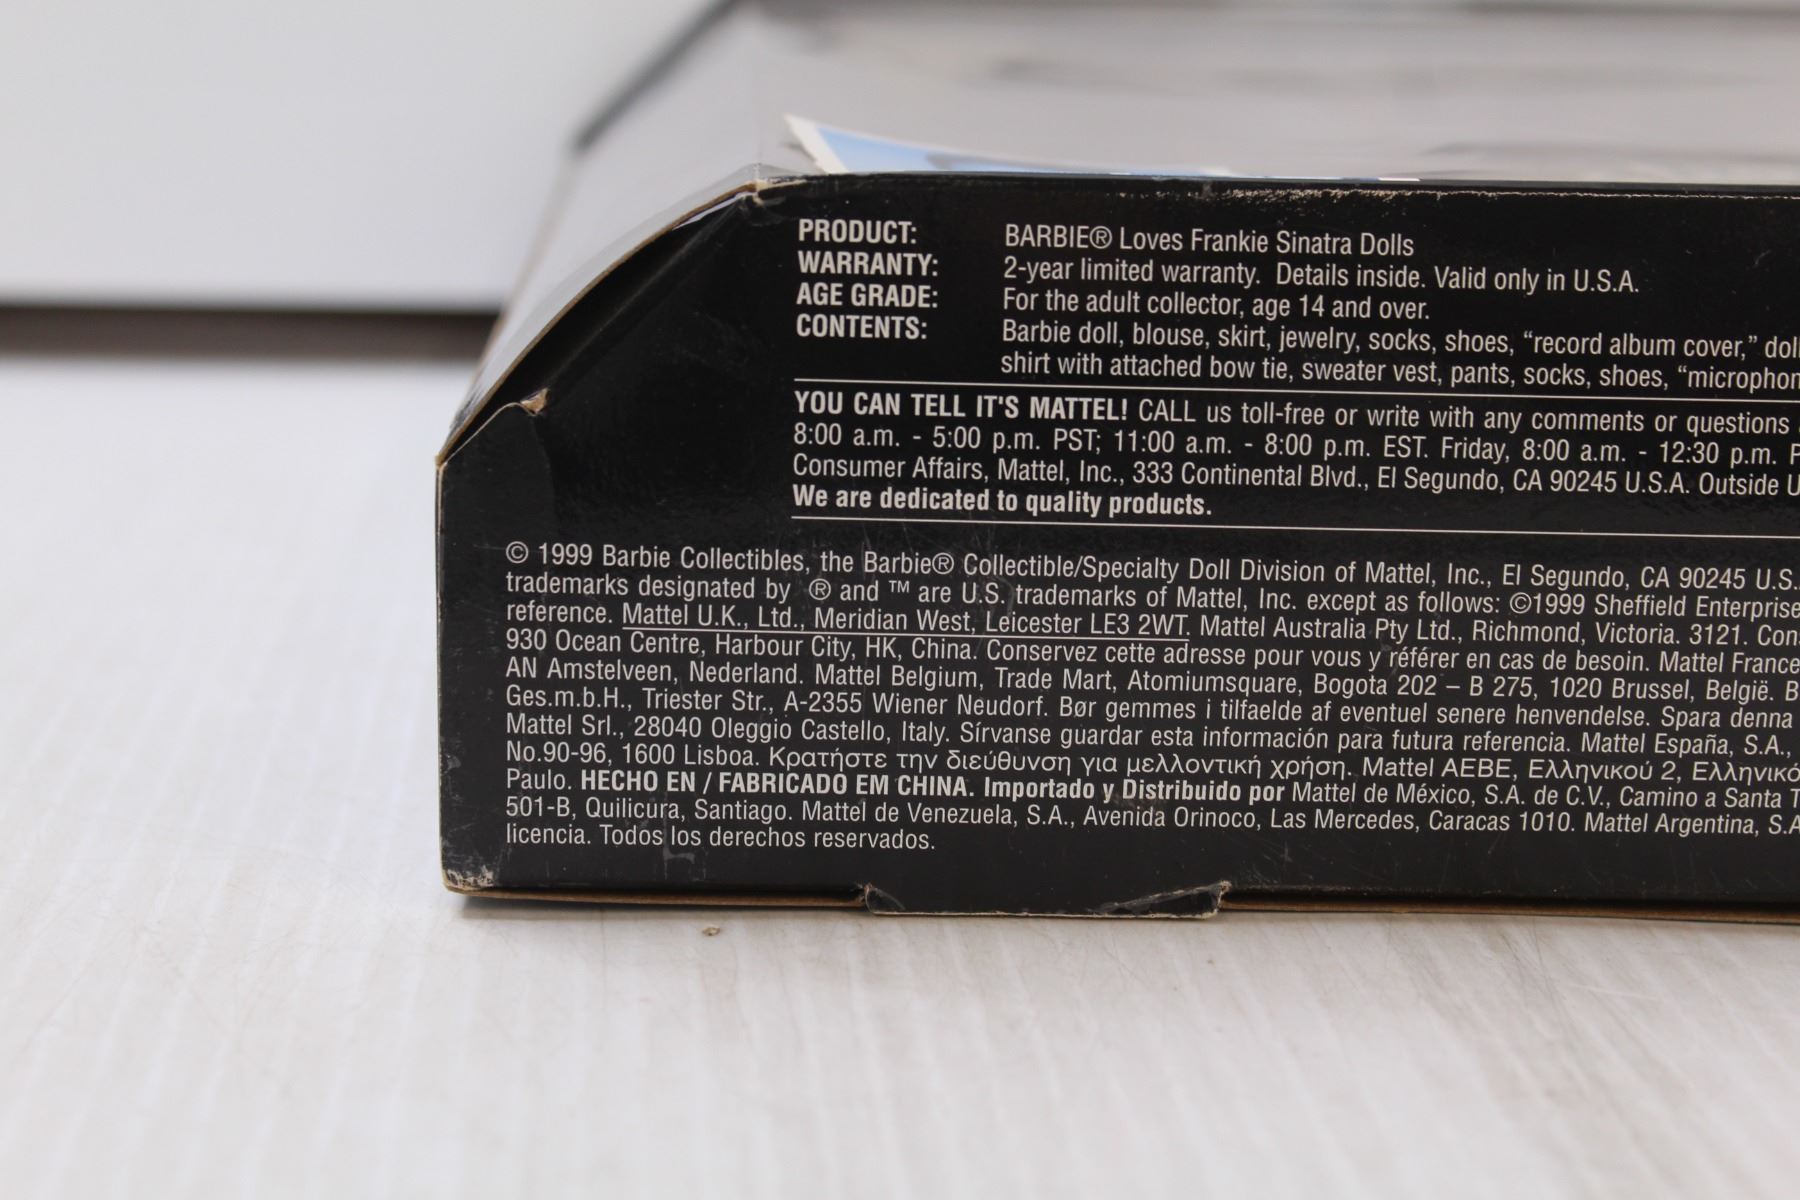 PRODUCT: BARBIE® Loves Frankie Sinatra Dolls
WARRANTY: 2-year limited warranty. Details inside. Valid only in U.S.A.
AGE GRADE: For the adult collector, age 14 and over.
CONTENTS: Barbie doll, blouse, skirt, jewelry, socks, shoes, “record album cover,” doll
shirt with attached bow tie, sweater vest, pants, socks, shoes, “microphon
YOU CAN TELL IT'S MATTEL! CALL us toll-free or write with any comments or questions
8:00 a.m. - 5:00 p.m. PST; 11:00 a.m. - 8:00 p.m. EST. Friday, 8:00 a.m. - 12:30 p.m. P
Consumer Affairs, Mattel, Inc., 333 Continental Blvd., El Segundo, CA 90245 U.S.A. Outside U
We are dedicated to quality products.
© 1999 Barbie Collectibles, the Barbie® Collectible/Specialty Doll Division of Mattel, Inc., El Segundo, CA 90245 U.S.
trademarks designated by ® and ™ are U.S. trademarks of Mattel, Inc. except as follows: ©1999 Sheffield Enterprise
reference. Mattel U.K., Ltd., Meridian West, Leicester LE3 2WT. Mattel Australia Pty Ltd., Richmond, Victoria. 3121. Con
930 Ocean Centre, Harbour City, HK, China. Conservez cette adresse pour vous y référer en cas de besoin. Mattel France
AN Amstelveen, Nederland. Mattel Belgium, Trade Mart, Atomiumsquare, Bogota 202 – B 275, 1020 Brussel, België. B
Ges.m.b.H., Triester Str., A-2355 Wiener Neudorf. Bør gemmes i tilfaelde af eventuel senere henvendelse. Spara denna
Mattel Srl., 28040 Oleggio Castello, Italy. Sírvanse guardar esta información para futura referencia. Mattel España, S.A.,
No.90-96, 1600 Lisboa. Κρατήστε την διεύθυνση για μελλοντική χρήση. Mattel AEBE, Ελληνικού 2, Ελληνικό
Paulo. HECHO EN / FABRICADO EM CHINA. Importado y Distribuido por Mattel de México, S.A. de C.V., Camino a Santa T
501-B, Quilicura, Santiago. Mattel de Venezuela, S.A., Avenida Orinoco, Las Mercedes, Caracas 1010. Mattel Argentina, S.A
licencia. Todos los derechos reservados.